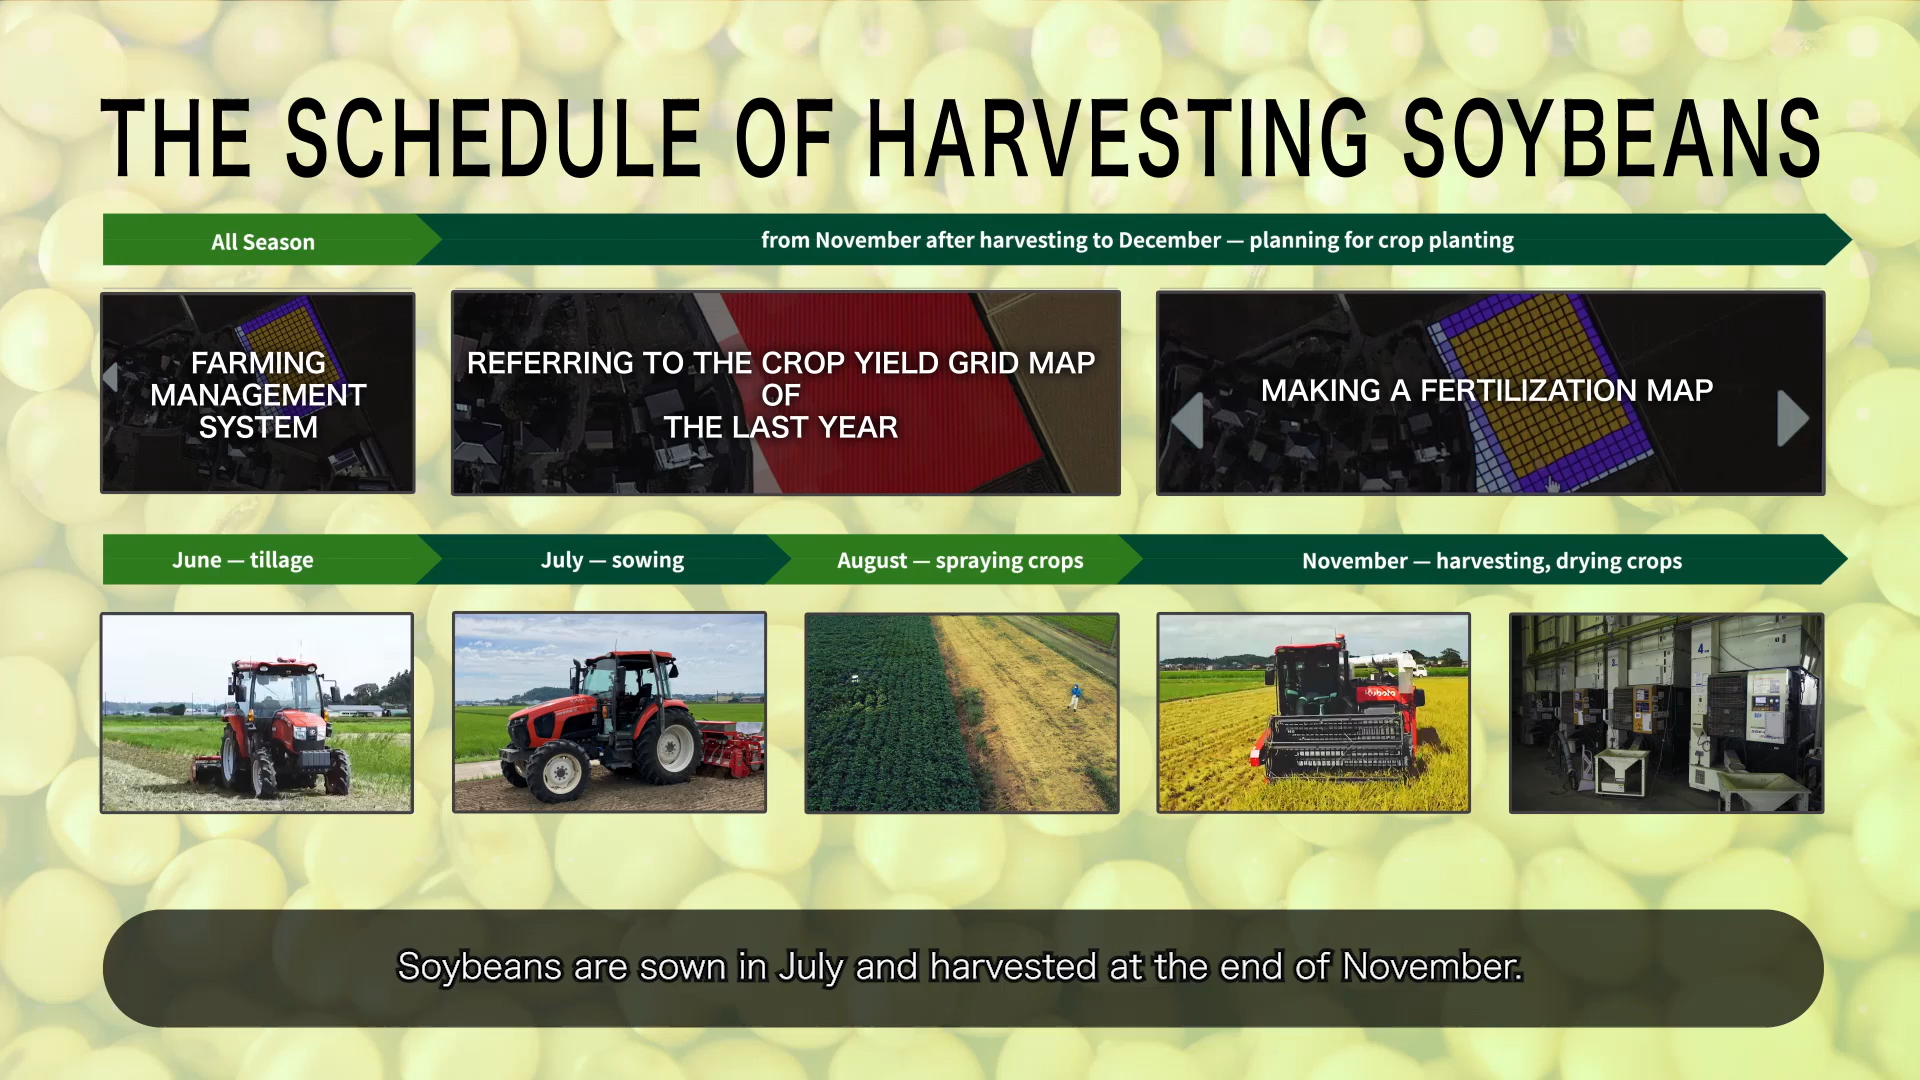 THE SCHEDULE OF HARVESTING SOYBEANS
All Season
from November after harvesting to December — planning for crop planting
FARMING
MANAGEMENT
SYSTEM
REFERRING TO THE CROP YIELD GRID MAP
OF
THE LAST YEAR
MAKING A FERTILIZATION MAP
June — tillage
July — sowing
August — spraying crops
November — harvesting, drying crops
Kubota
4
Soybeans are sown in July and harvested at the end of November.